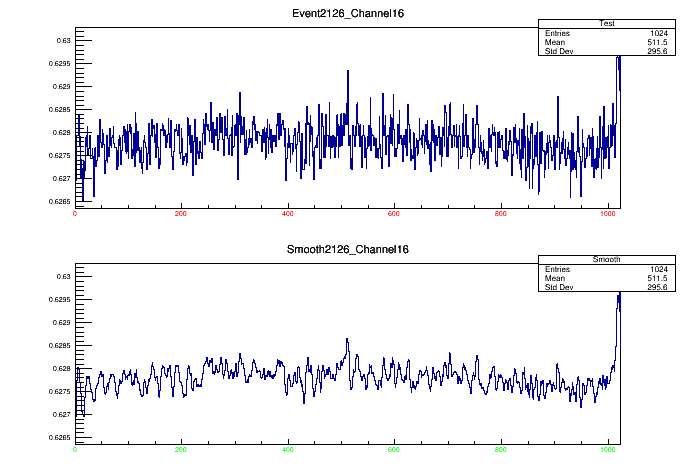 Event2126_Channel16
Test
Entries 1024
Mean 511.5
Std Dev 295.6
0.63
0.6295
0.629
0.6285
0.628
0.6275
0.627
0.6265
0 200 400 600 800 1000
Smooth2126_Channel16
Smooth
Entries 1024
Mean 511.5
Std Dev 295.6
0.63
0.6295
0.629
0.6285
0.628
0.6275
0.627
0.6265
0 200 400 600 800 1000